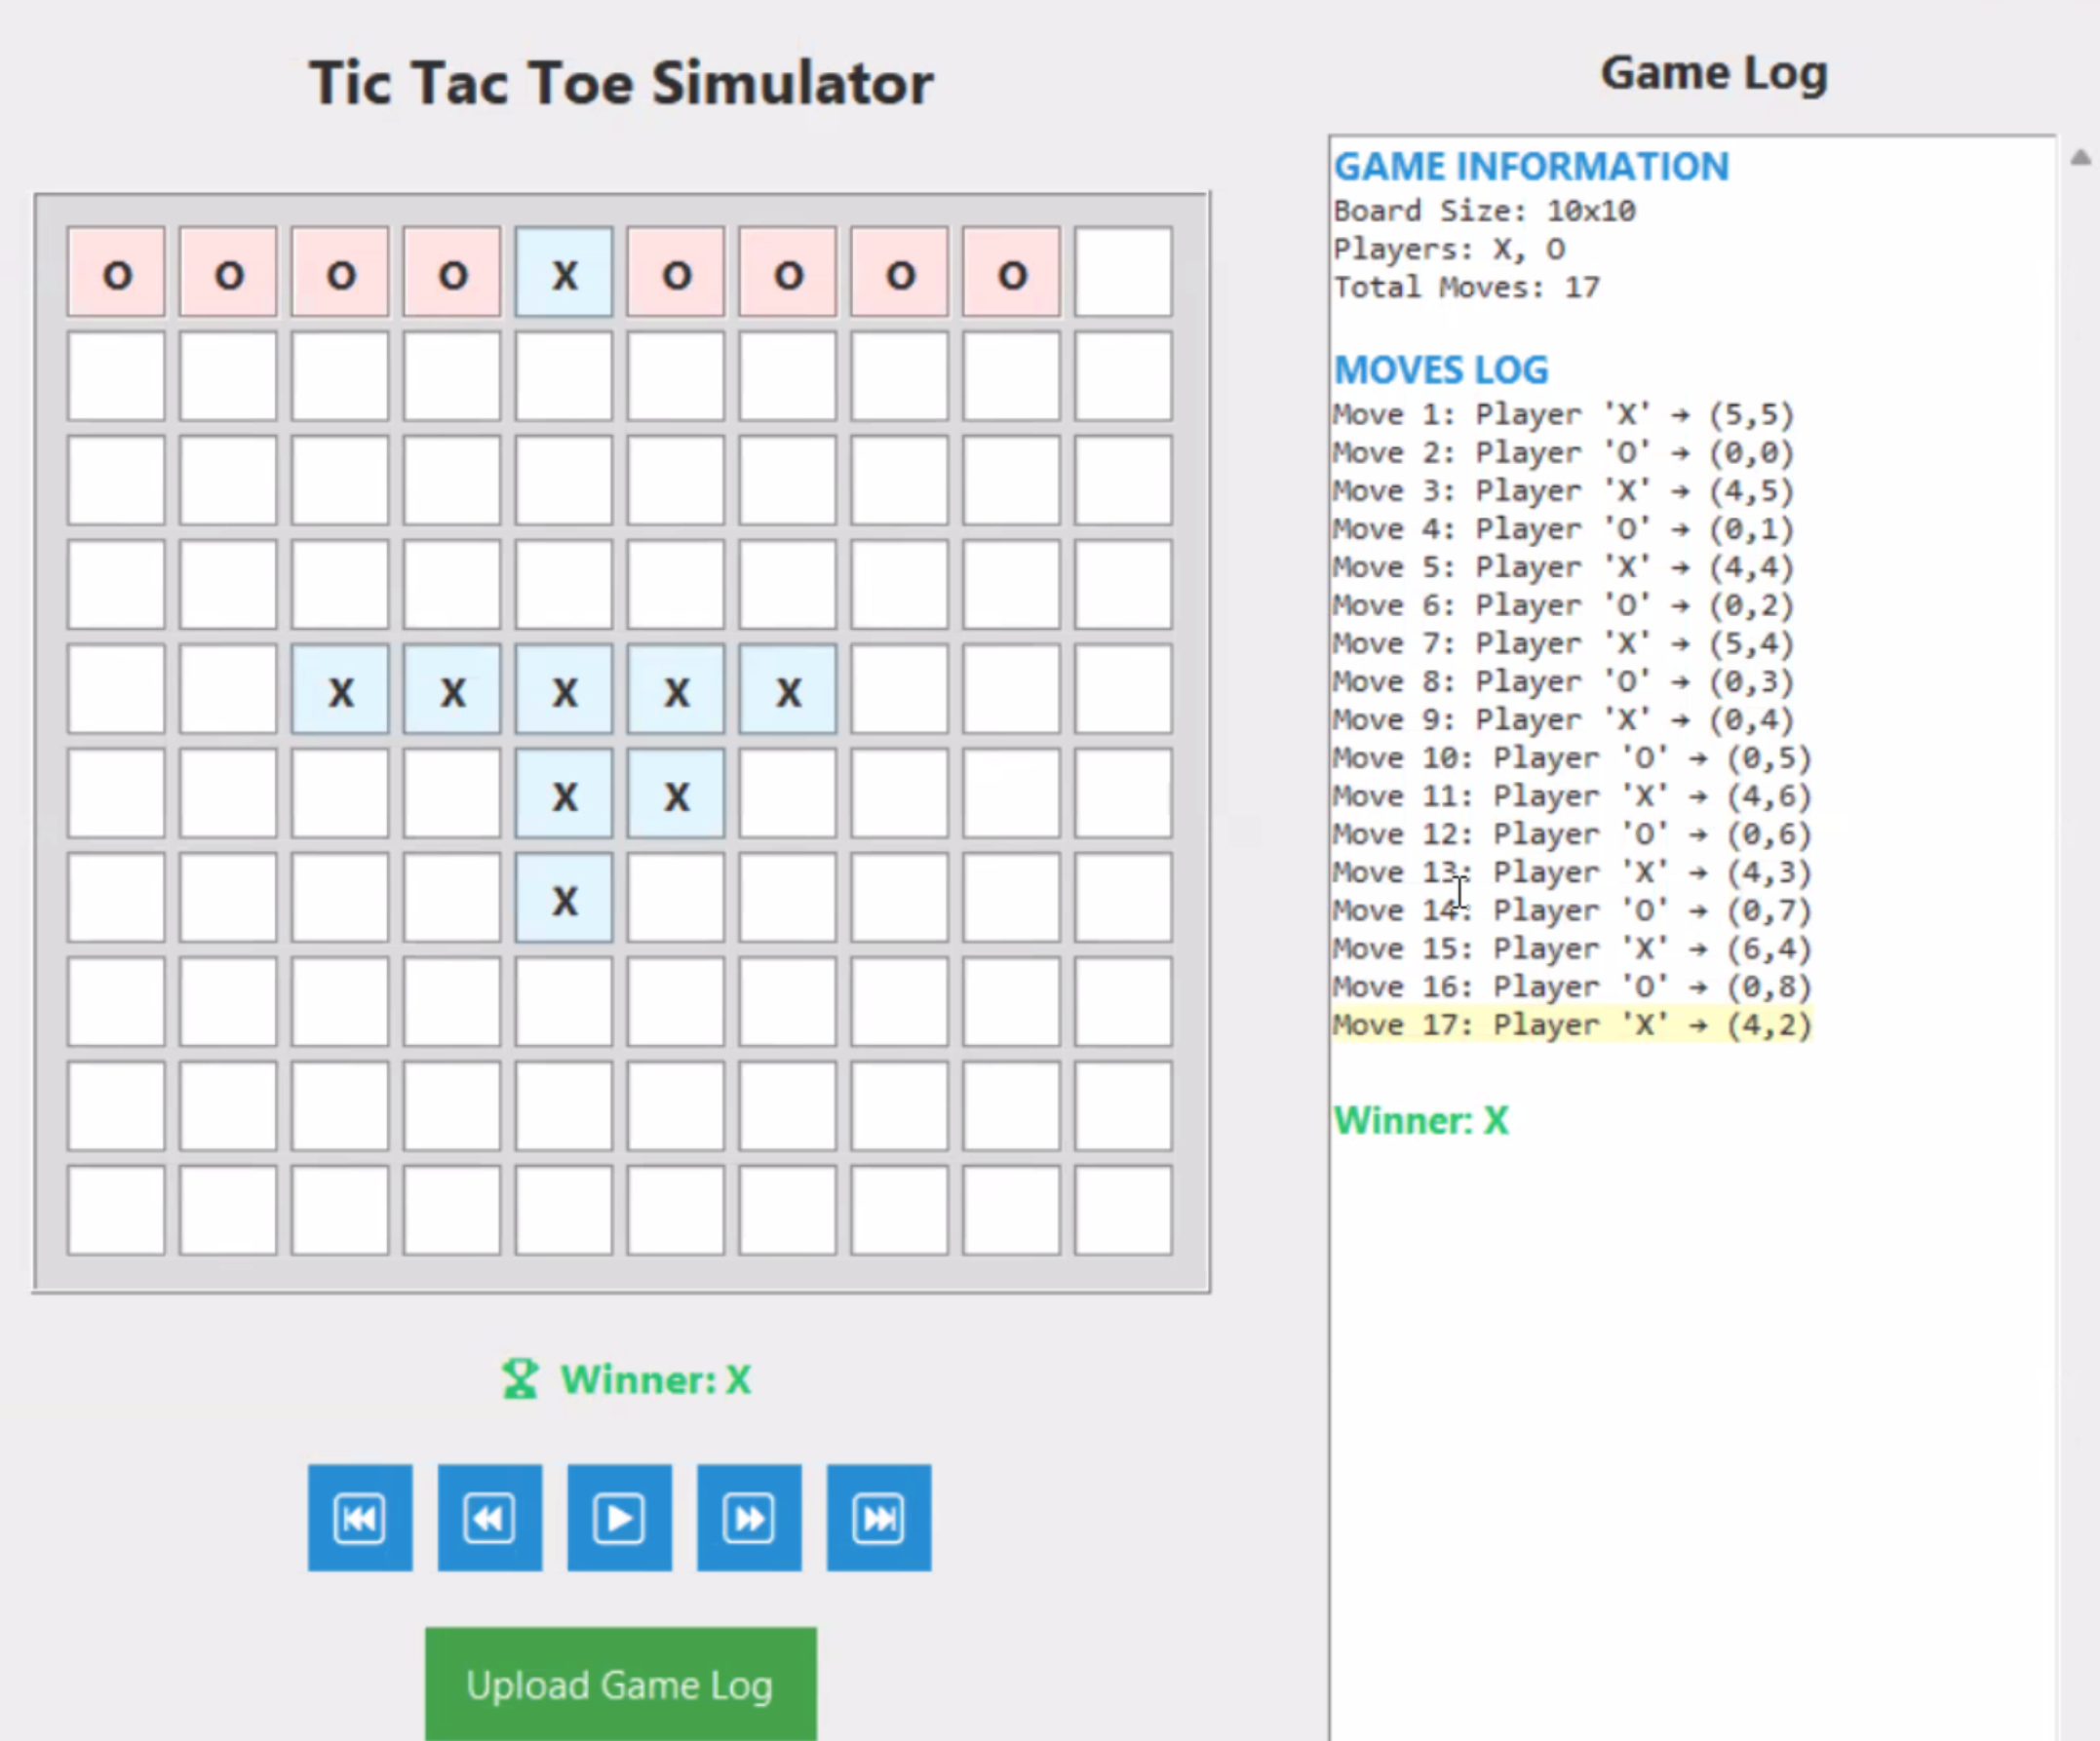 Tic Tac Toe Simulator
O O O O X O O O O
X X X X X
X X
X
Winner: X
Upload Game Log
Game Log
GAME INFORMATION
Board Size: 10x10
Players: X, O
Total Moves: 17
MOVES LOG
Move 1: Player 'X' → (5,5)
Move 2: Player 'O' → (0,0)
Move 3: Player 'X' → (4,5)
Move 4: Player 'O' → (0,1)
Move 5: Player 'X' → (4,4)
Move 6: Player 'O' → (0,2)
Move 7: Player 'X' → (5,4)
Move 8: Player 'O' → (0,3)
Move 9: Player 'X' → (0,4)
Move 10: Player 'O' → (0,5)
Move 11: Player 'X' → (4,6)
Move 12: Player 'O' → (0,6)
Move 13: Player 'X' → (4,3)
Move 14: Player 'O' → (0,7)
Move 15: Player 'X' → (6,4)
Move 16: Player 'O' → (0,8)
Move 17: Player 'X' → (4,2)
Winner: X